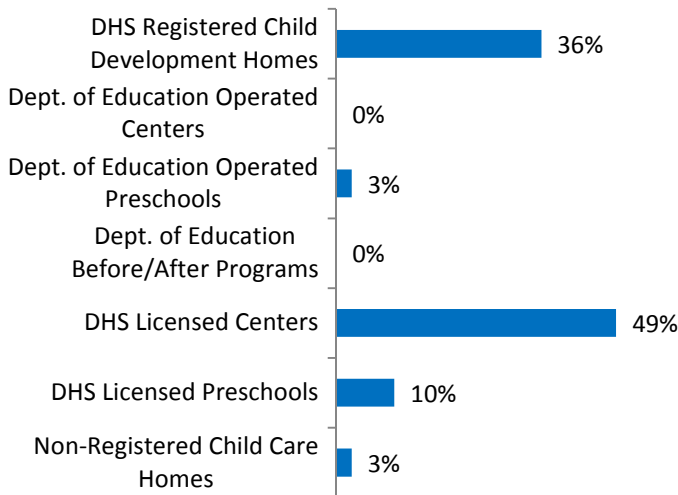 DHS Registered Child
Development Homes
36%
Dept. of Education Operated
Centers
0%
Dept. of Education Operated
Preschools
3%
Dept. of Education
Before/After Programs
0%
DHS Licensed Centers
49%
DHS Licensed Preschools
10%
Non-Registered Child Care
Homes
3%